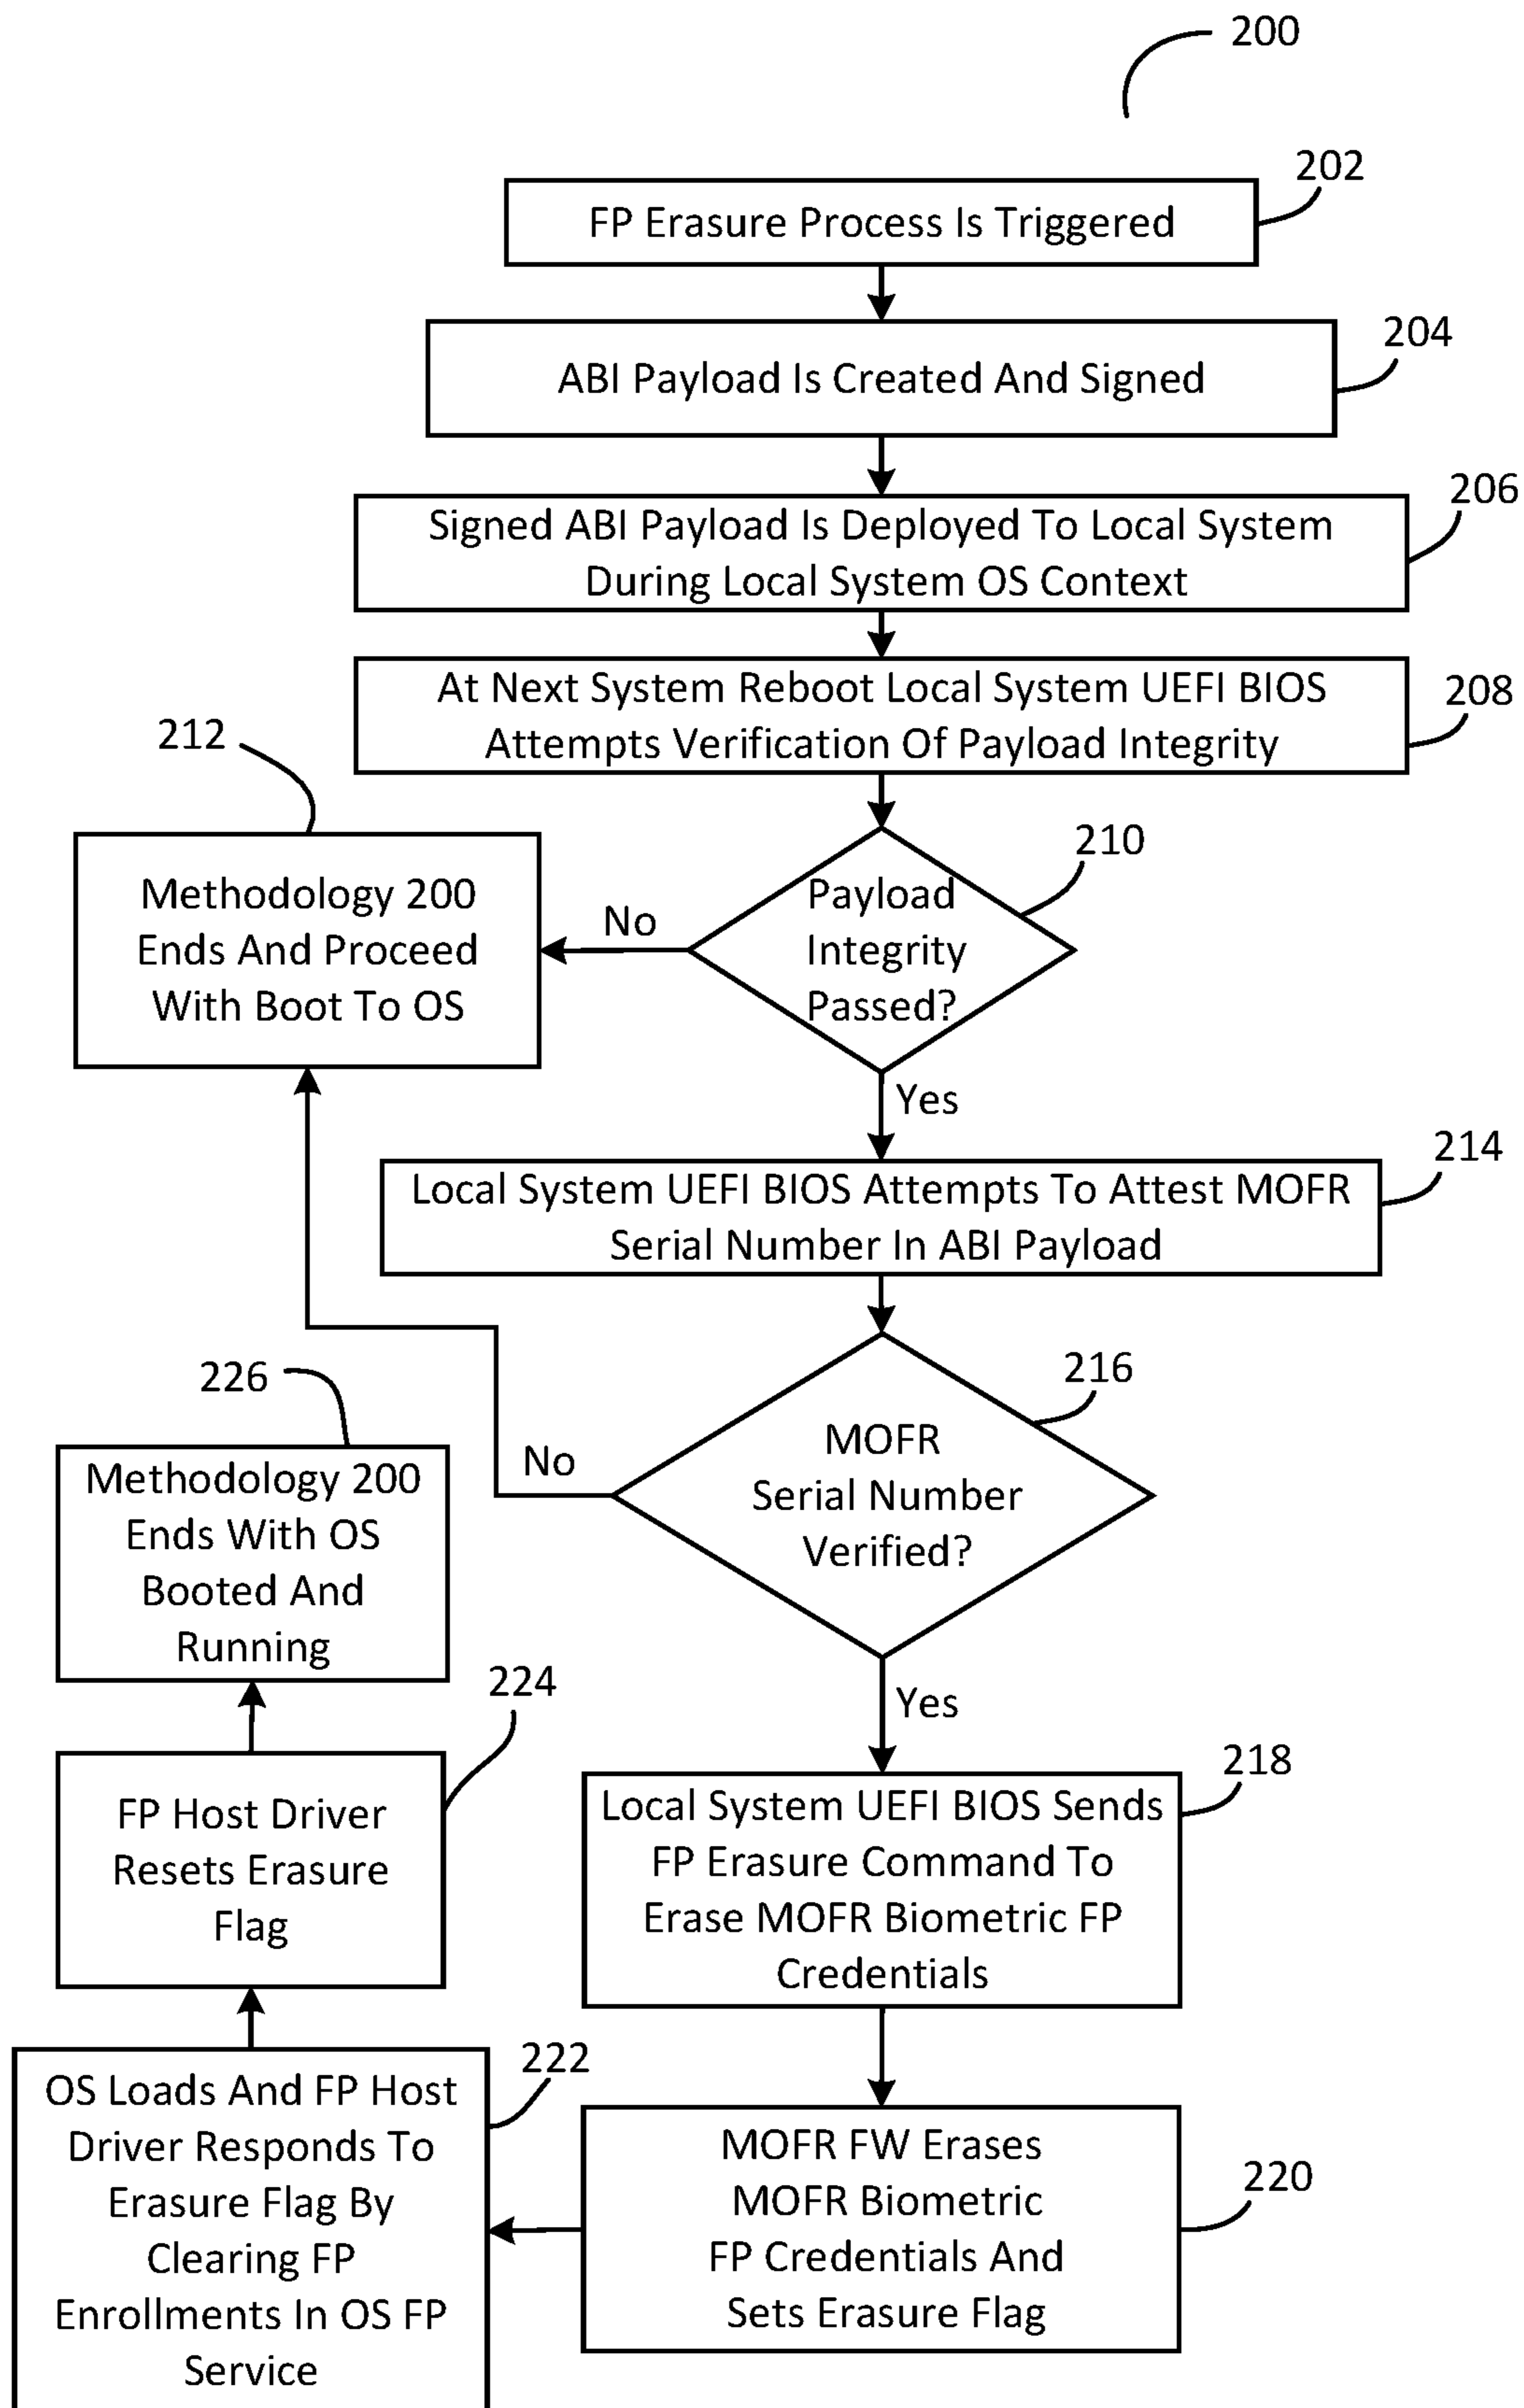 200
202
FP Erasure Process Is Triggered
204
ABI Payload Is Created And Signed
206
Signed ABI Payload Is Deployed To Local System
During Local System OS Context
208
At Next System Reboot Local System UEFI BIOS
Attempts Verification Of Payload Integrity
212
210
Methodology 200
Ends And Proceed
With Boot To OS
No
Payload
Integrity
Passed?
Yes
214
Local System UEFI BIOS Attempts To Attest MOFR
Serial Number In ABI Payload
216
MOFR
Serial Number
Verified?
No
Yes
218
Local System UEFI BIOS Sends
FP Erasure Command To
Erase MOFR Biometric FP
Credentials
220
MOFR FW Erases
MOFR Biometric
FP Credentials And
Sets Erasure Flag
222
OS Loads And FP Host
Driver Responds To
Erasure Flag By
Clearing FP
Enrollments In OS FP
Service
224
FP Host Driver
Resets Erasure
Flag
226
Methodology 200
Ends With OS
Booted And
Running